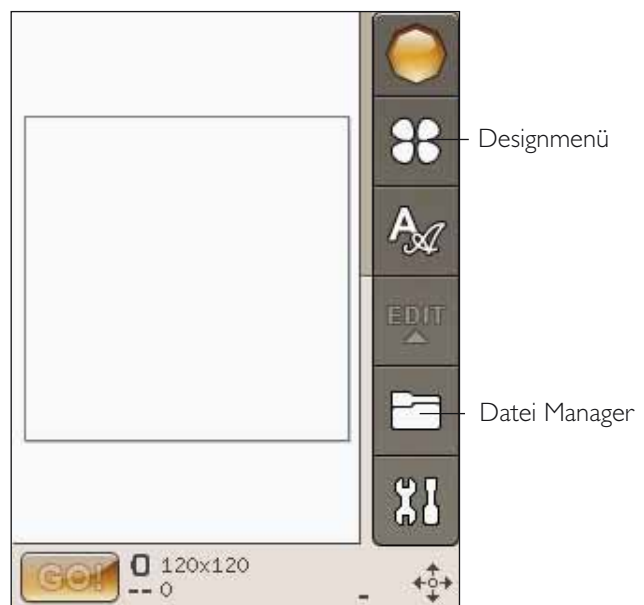 Designmenü
A A
EDIT
Datei Manager
GO!
120x120
-- 0
-